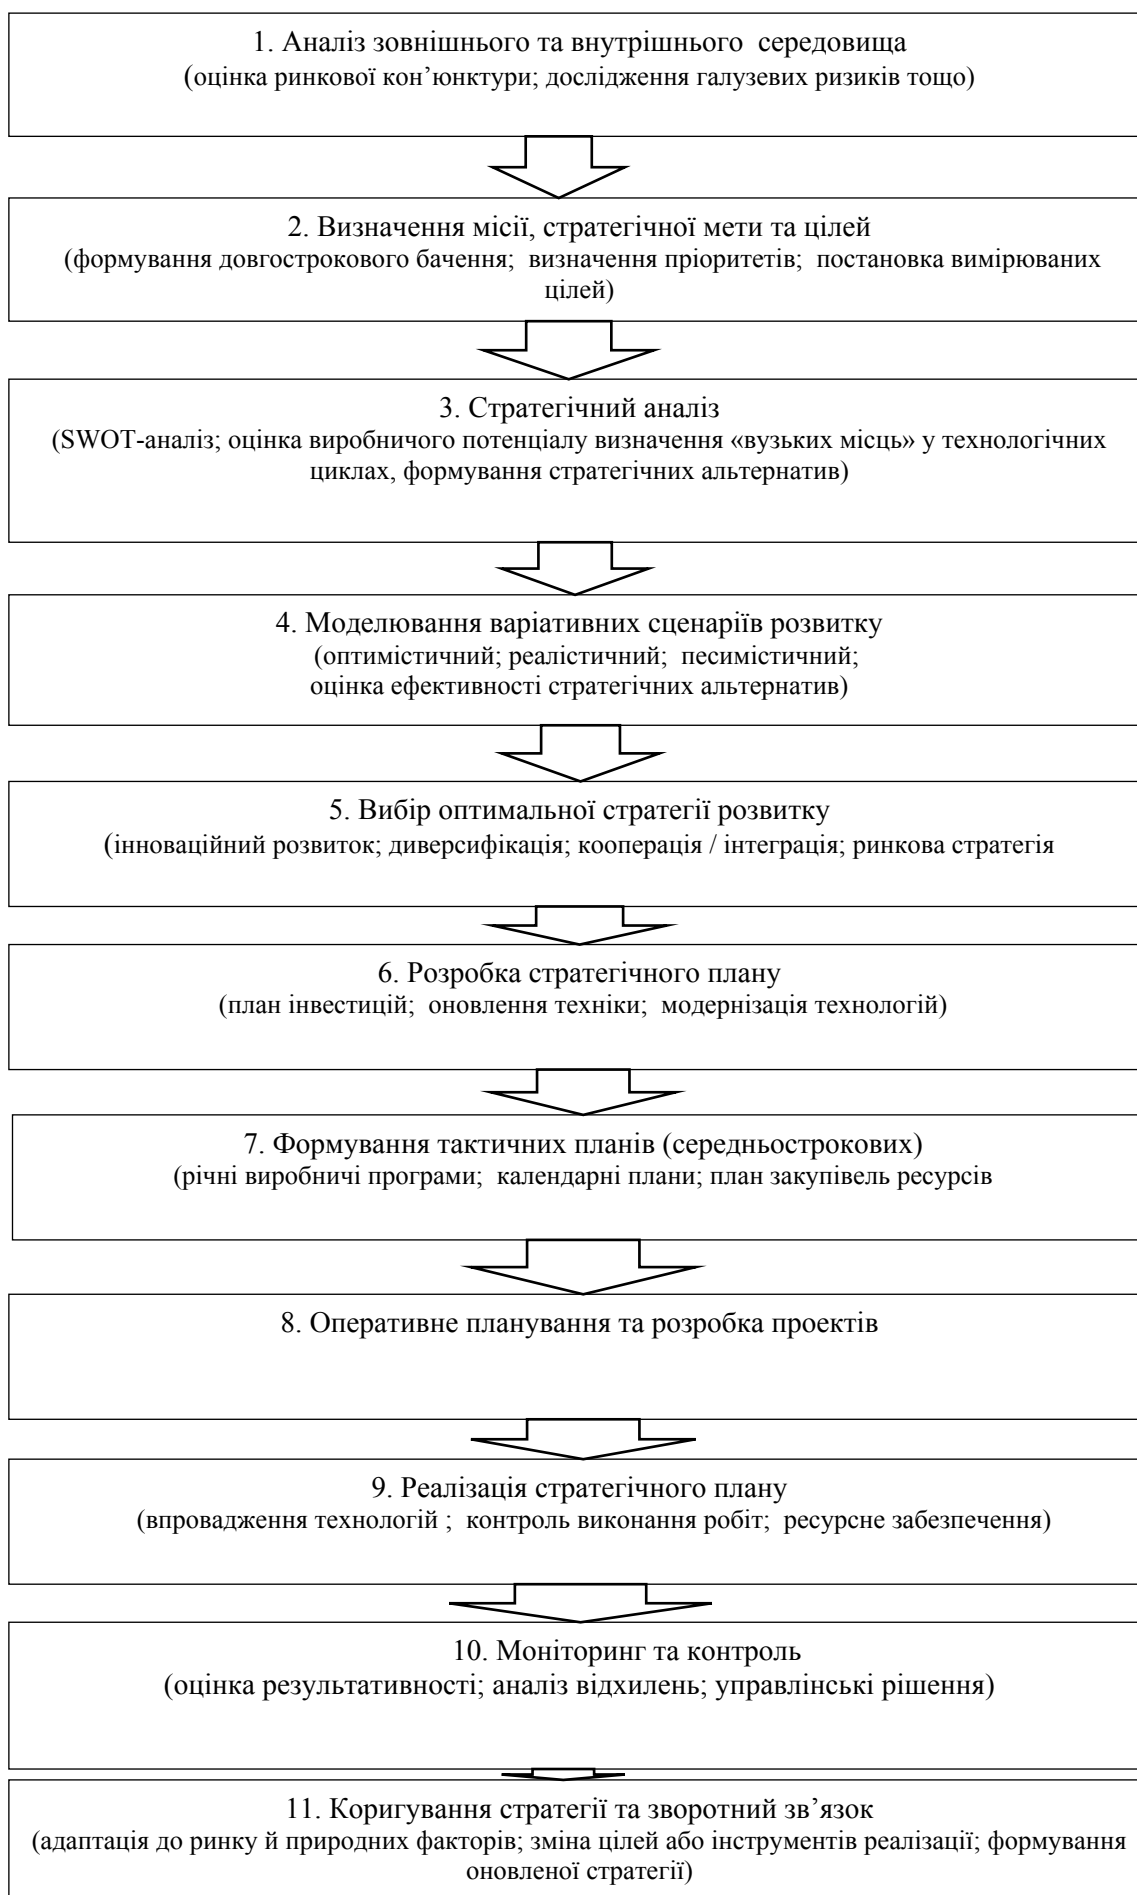 1. Аналіз зовнішнього та внутрішнього середовища
(оцінка ринкової кон’юнктури; дослідження галузевих ризиків тощо)
2. Визначення місії, стратегічної мети та цілей
(формування довгострокового бачення; визначення пріоритетів; постановка вимірюваних
цілей)
3. Стратегічний аналіз
(SWOT-аналіз; оцінка виробничого потенціалу визначення «вузьких місць» у технологічних
циклах, формування стратегічних альтернатив)
4. Моделювання варіативних сценаріїв розвитку
(оптимістичний; реалістичний; песимістичний;
оцінка ефективності стратегічних альтернатив)
5. Вибір оптимальної стратегії розвитку
(інноваційний розвиток; диверсифікація; кооперація / інтеграція; ринкова стратегія
6. Розробка стратегічного плану
(план інвестицій; оновлення техніки; модернізація технологій)
7. Формування тактичних планів (середньострокових)
(річні виробничі програми; календарні плани; план закупівель ресурсів
8. Оперативне планування та розробка проектів
9. Реалізація стратегічного плану
(впровадження технологій ; контроль виконання робіт; ресурсне забезпечення)
10. Моніторинг та контроль
(оцінка результативності; аналіз відхилень; управлінські рішення)
11. Коригування стратегії та зворотний зв’язок
(адаптація до ринку й природних факторів; зміна цілей або інструментів реалізації; формування
оновленої стратегії)